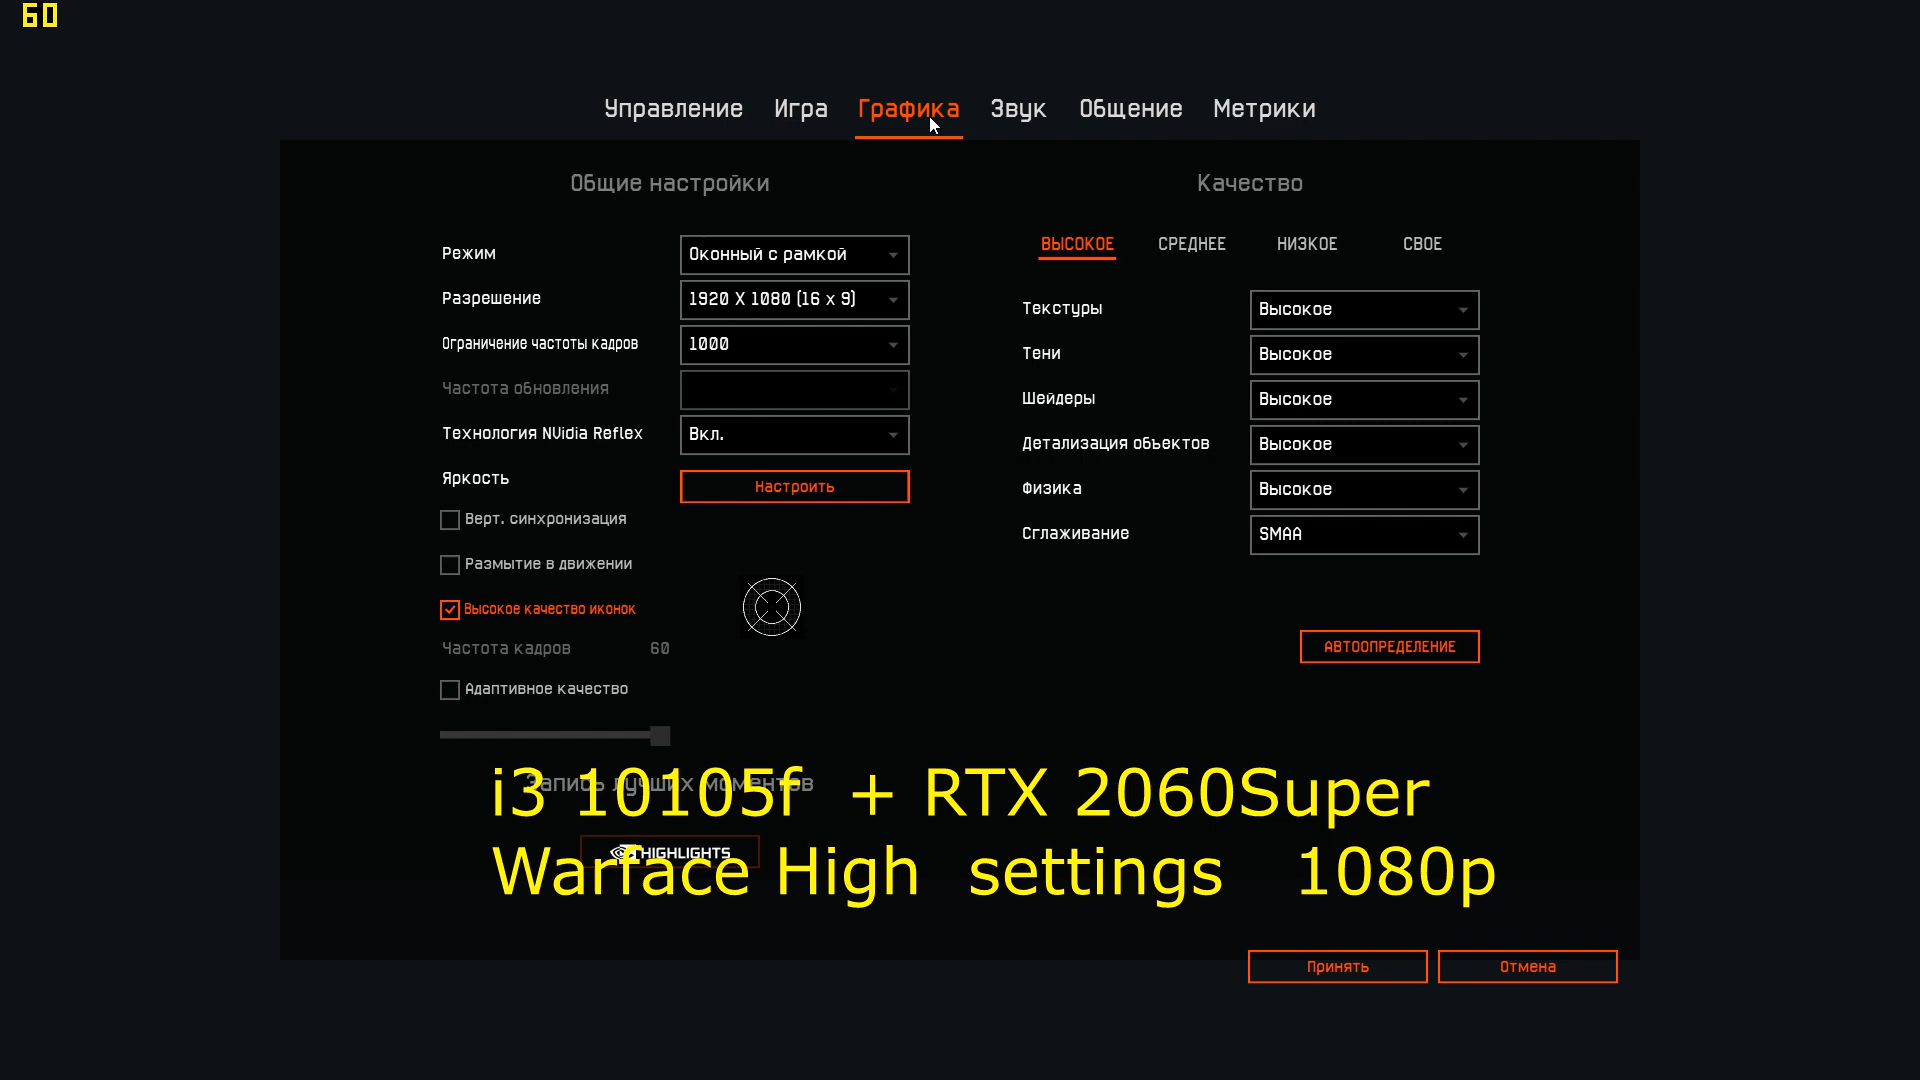 60
Управление Игра Графика Звук Общение Метрики
Общие настройки
Режим Оконный с рамкой
Разрешение 1920 X 1080 (16 x 9)
Ограничение частоты кадров 1000
Частота обновления
Технология NVidia Reflex Вкл.
Яркость Настроить
Верт. синхронизация
Размытие в движении
Высокое качество иконок
Частота кадров 60
Адаптивное качество
Запись лучших моментов
HIGHLIGHTS
Качество
ВЫСОКОЕ СРЕДНЕЕ НИЗКОЕ СВОЕ
Текстуры Высокое
Тени Высокое
Шейдеры Высокое
Детализация объектов Высокое
Физика Высокое
Сглаживание SMAA
АВТООПРЕДЕЛЕНИЕ
i3 10105f + RTX 2060Super
Warface High settings 1080p
Принять Отмена